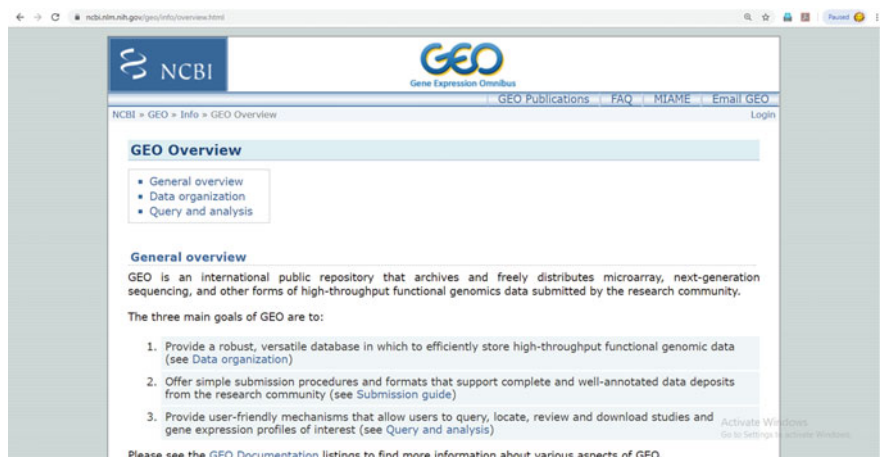 ncbi.nlm.nih.gov/geo/info/overview.html
Paused
NCBI
GEO
Gene Expression Omnibus
GEO Publications | FAQ | MIAME | Email GEO
NCBI » GEO » Info » GEO Overview
Login
GEO Overview
General overview
Data organization
Query and analysis
General overview
GEO is an international public repository that archives and freely distributes microarray, next-generation
sequencing, and other forms of high-throughput functional genomics data submitted by the research community.
The three main goals of GEO are to:
1. Provide a robust, versatile database in which to efficiently store high-throughput functional genomic data
(see Data organization)
2. Offer simple submission procedures and formats that support complete and well-annotated data deposits
from the research community (see Submission guide)
3. Provide user-friendly mechanisms that allow users to query, locate, review and download studies and
gene expression profiles of interest (see Query and analysis)
Activate Windows
Go to Settings to activate Windows.
Please see the GEO Documentation listings to find more information about various aspects of GEO.